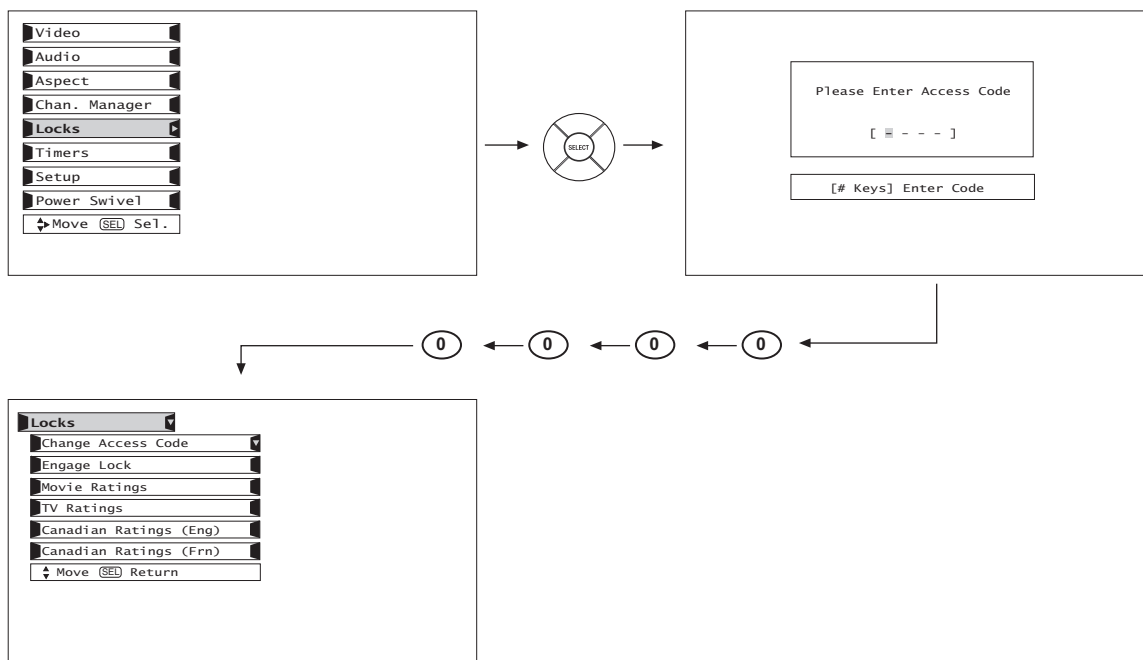 Video
Audio
Aspect
Chan. Manager
Locks
Timers
Setup
Power Swivel
Move SEL Sel.
SELECT
Please Enter Access Code
[ - - - - ]
[# Keys] Enter Code
0 0 0 0
Locks
Change Access Code
Engage Lock
Movie Ratings
TV Ratings
Canadian Ratings (Eng)
Canadian Ratings (Frn)
Move SEL Return